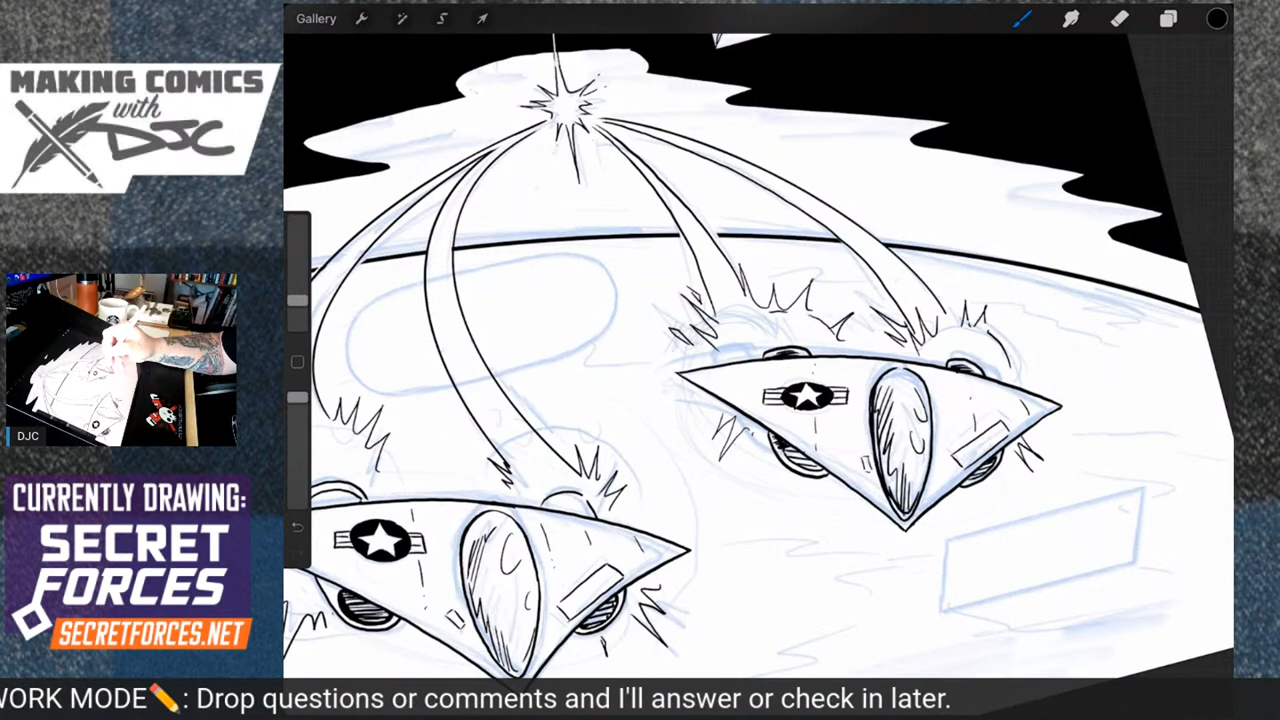 Gallery
MAKING COMICS
with
DJC
DJC
CURRENTLY DRAWING:
SECRET
FORCES
SECRETFORCES.NET
WORK MODE✏️: Drop questions or comments and I'll answer or check in later.